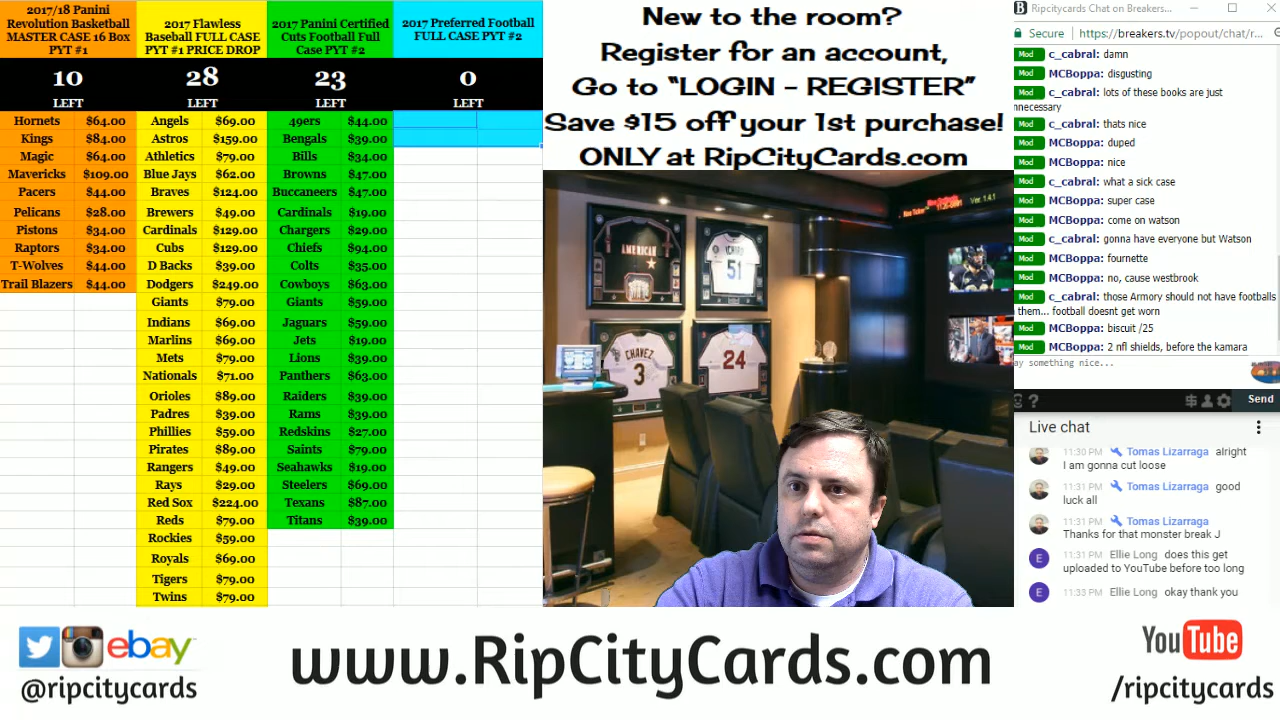 2017/18 Panini
Revolution Basketball
MASTER CASE 16 Box
PYT #1
10
LEFT
Hornets $64.00
Kings $84.00
Magic $64.00
Mavericks $109.00
Pacers $44.00
Pelicans $28.00
Pistons $34.00
Raptors $34.00
T-Wolves $44.00
Trail Blazers $44.00
2017 Flawless
Baseball FULL CASE
PYT #1 PRICE DROP
28
LEFT
Angels $69.00
Astros $159.00
Athletics $79.00
Blue Jays $62.00
Braves $124.00
Brewers $49.00
Cardinals $129.00
Cubs $129.00
D Backs $39.00
Dodgers $249.00
Giants $79.00
Indians $69.00
Marlins $69.00
Mets $79.00
Nationals $71.00
Orioles $89.00
Padres $39.00
Phillies $59.00
Pirates $89.00
Rangers $49.00
Rays $29.00
Red Sox $224.00
Reds $79.00
Rockies $59.00
Royals $69.00
Tigers $79.00
Twins $79.00
2017 Panini Certified
Cuts Football Full
Case PYT #2
23
LEFT
49ers $44.00
Bengals $39.00
Bills $34.00
Browns $47.00
Buccaneers $47.00
Cardinals $19.00
Chargers $29.00
Chiefs $94.00
Colts $35.00
Cowboys $63.00
Giants $59.00
Jaguars $59.00
Jets $19.00
Lions $39.00
Panthers $63.00
Raiders $39.00
Rams $39.00
Redskins $27.00
Saints $79.00
Seahawks $19.00
Steelers $69.00
Texans $87.00
Titans $39.00
2017 Preferred Football
FULL CASE PYT #2
0
LEFT
New to the room?
Register for an account,
Go to “LOGIN - REGISTER”
Save $15 off your 1st purchase!
ONLY at RipCityCards.com
AMERICAN
ICHIRO
51
CHAVEZ
3
24
Ver. 1.4.1
Ripcitycards Chat on Breakers...
Secure https://breakers.tv/popout/chat/r...
Mod c_cabral: damn
Mod MCBoppa: disgusting
Mod c_cabral: lots of these books are just
nnecessary
Mod c_cabral: thats nice
Mod MCBoppa: duped
Mod MCBoppa: nice
Mod c_cabral: what a sick case
Mod MCBoppa: super case
Mod MCBoppa: come on watson
Mod c_cabral: gonna have everyone but Watson
Mod MCBoppa: fournette
Mod MCBoppa: no, cause westbrook
Mod c_cabral: those Armory should not have footballs
them... football doesnt get worn
Mod MCBoppa: biscuit /25
Mod MCBoppa: 2 nfl shields, before the kamara
ay something nice...
Send
Live chat
11:30 PM Tomas Lizarraga alright
I am gonna cut loose
11:31 PM Tomas Lizarraga good
luck all
11:31 PM Tomas Lizarraga
Thanks for that monster break J
E 11:31 PM Ellie Long does this get
uploaded to YouTube before too long
E 11:33 PM Ellie Long okay thank you
ebay
@ripcitycards
www.RipCityCards.com
YouTube
/ripcitycards